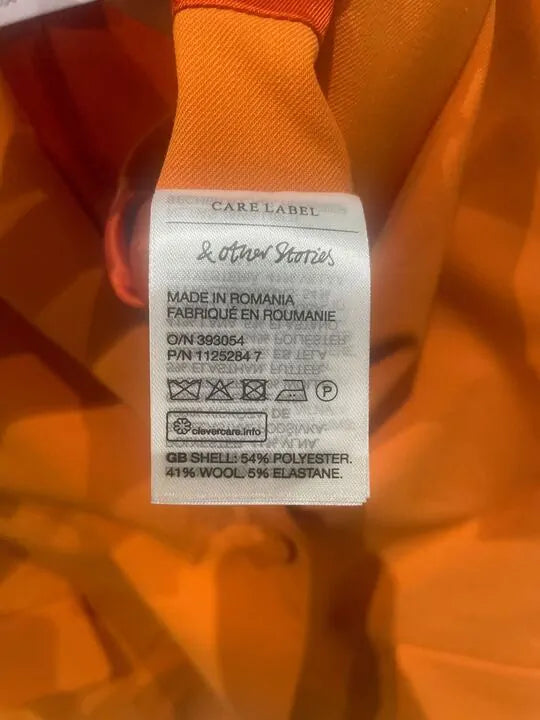 CARE LABEL
& other Stories
MADE IN ROMANIA
FABRIQUÉ EN ROUMANIE
O/N 393054
P/N 1125284 7
P
clevercare.info
GB SHELL: 54% POLYESTER.
41% WOOL. 5% ELASTANE.